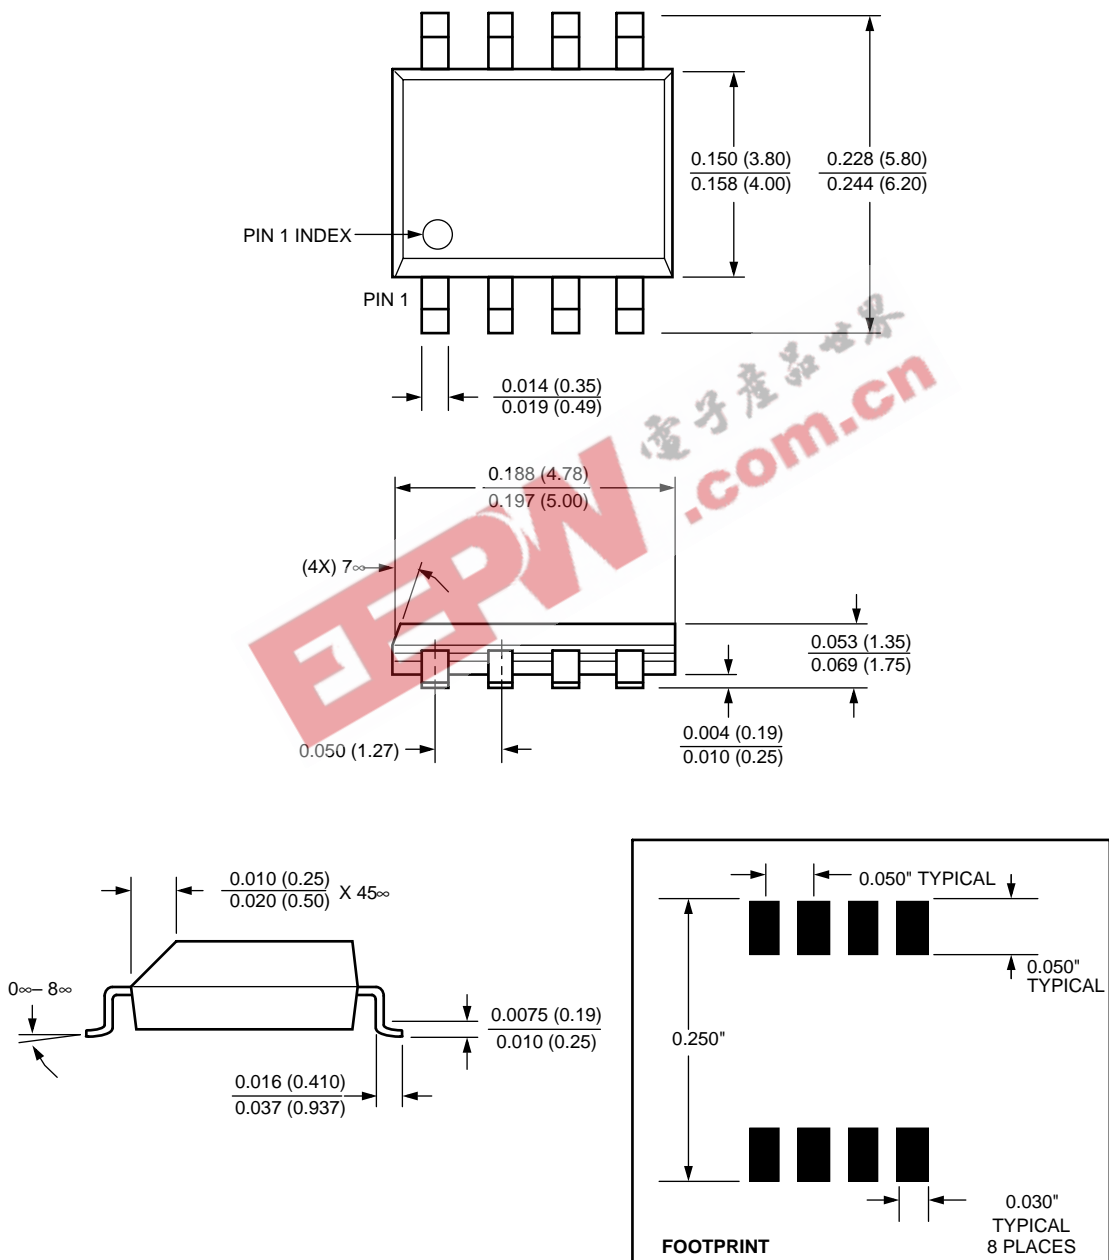 0.150 (3.80)
0.158 (4.00)
0.228 (5.80)
0.244 (6.20)
PIN 1 INDEX
PIN 1
0.014 (0.35)
0.019 (0.49)
電子產品世界
.com.cn
EEPW
0.188 (4.78)
0.197 (5.00)
(4X) 7∞
0.053 (1.35)
0.069 (1.75)
0.004 (0.19)
0.010 (0.25)
0.050 (1.27)
0.010 (0.25)
0.020 (0.50)
X 45∞
0∞– 8∞
0.0075 (0.19)
0.010 (0.25)
0.016 (0.410)
0.037 (0.937)
0.050" TYPICAL
0.050"
TYPICAL
0.250"
0.030"
TYPICAL
8 PLACES
FOOTPRINT